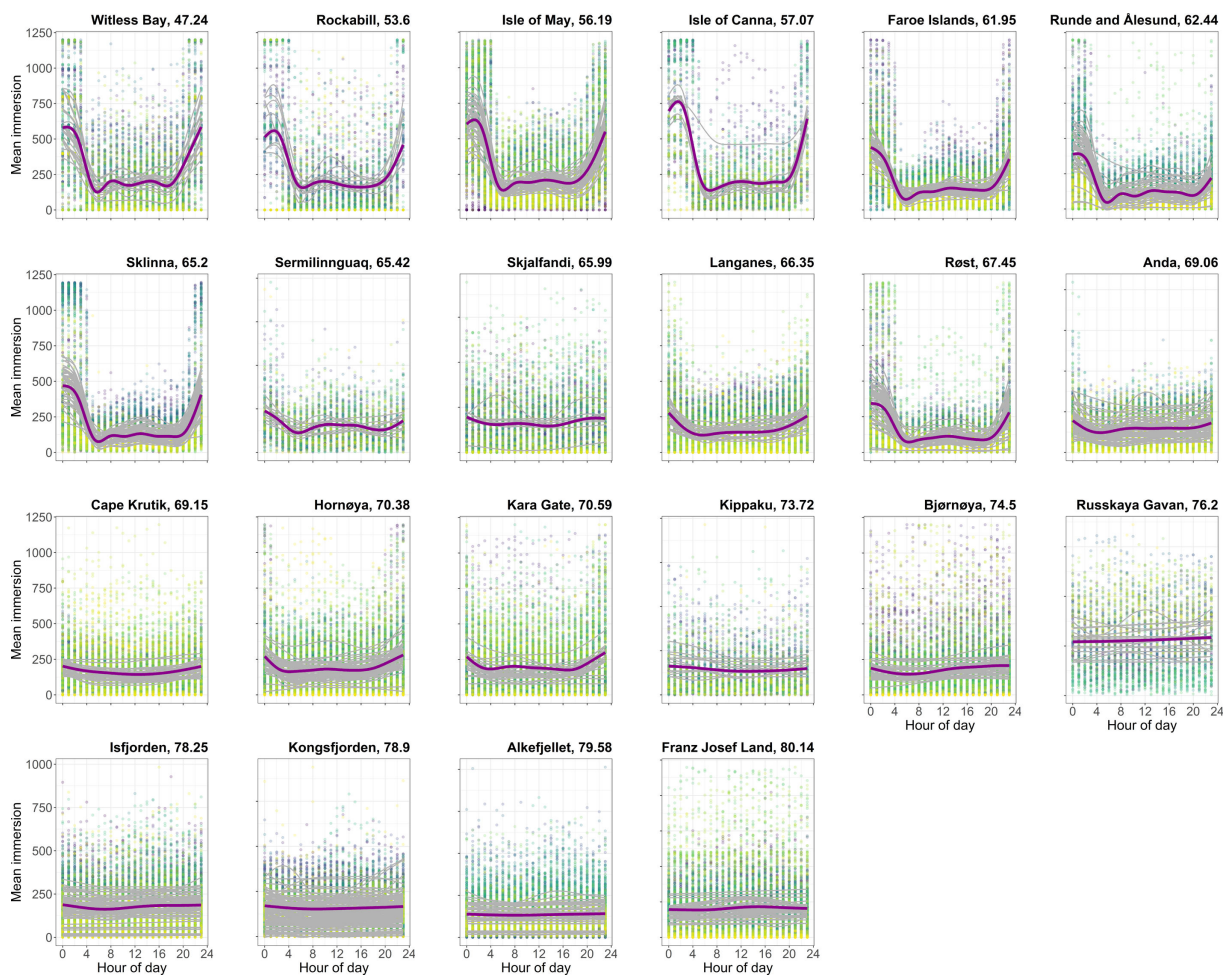 Witless Bay, 47.24
Rockabill, 53.6
Isle of May, 56.19
Isle of Canna, 57.07
Faroe Islands, 61.95
Runde and Ålesund, 62.44
1250
1000
750
500
250
0
Mean immersion
Sklinna, 65.2
Sermilinnguaq, 65.42
Skjalfandi, 65.99
Langanes, 66.35
Røst, 67.45
Anda, 69.06
1250
1000
750
500
250
0
Mean immersion
Cape Krutik, 69.15
Hornøya, 70.38
Kara Gate, 70.59
Kippaku, 73.72
Bjørnøya, 74.5
Russkaya Gavan, 76.2
1250
1000
750
500
250
0
Mean immersion
0 4 8 12 16 20 24
Hour of day
0 4 8 12 16 20 24
Hour of day
Isfjorden, 78.25
Kongsfjorden, 78.9
Alkefjellet, 79.58
Franz Josef Land, 80.14
1000
750
500
250
0
Mean immersion
0 4 8 12 16 20 24
Hour of day
0 4 8 12 16 20 24
Hour of day
0 4 8 12 16 20 24
Hour of day
0 4 8 12 16 20 24
Hour of day